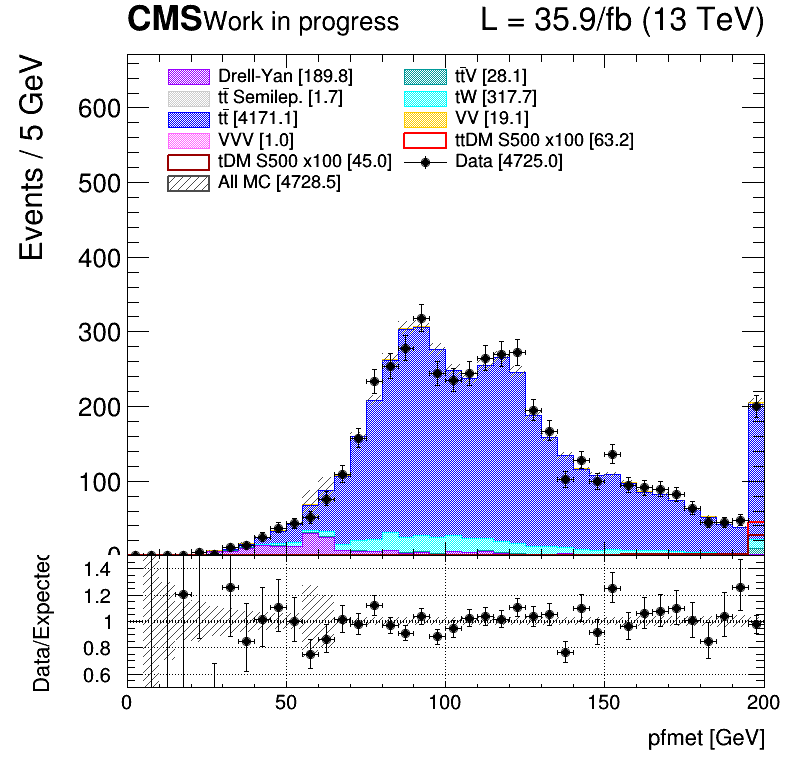 CMS Work in progress L = 35.9/fb (13 TeV)
Events / 5 GeV
Drell-Yan [189.8] tt̄V [28.1]
tt̄ Semilep. [1.7] tW [317.7]
tt̄ [4171.1] VV [19.1]
VVV [1.0] ttDM S500 x100 [63.2]
tDM S500 x100 [45.0] Data [4725.0]
All MC [4728.5]
600
500
400
300
200
100
0
Data/Expected
1.4
1.2
1
0.8
0.6
0 50 100 150 200
pfmet [GeV]